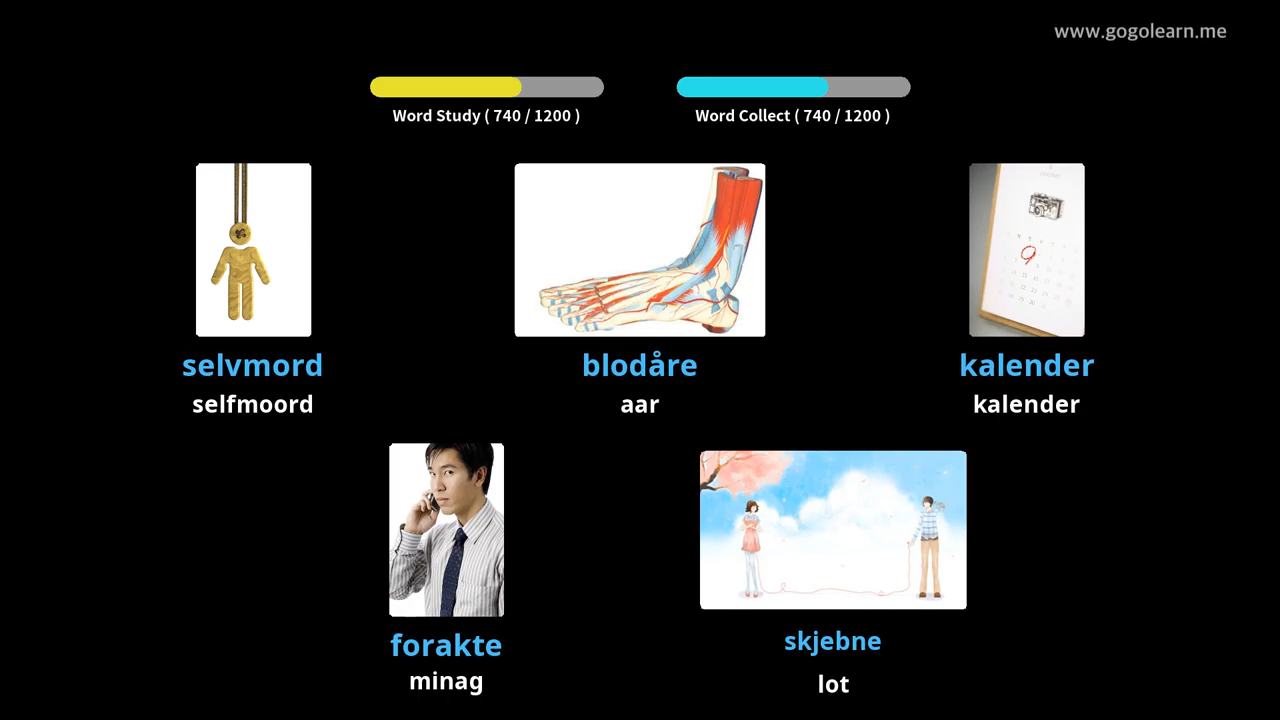 www.gogolearn.me
Word Study ( 740 / 1200 )
Word Collect ( 740 / 1200 )
selvmord
selfmoord
blodåre
aar
kalender
kalender
forakte
minag
skjebne
lot